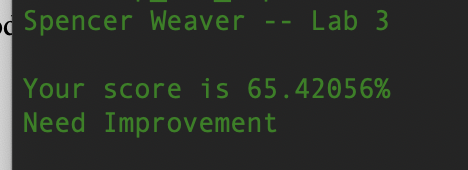 Spencer Weaver -- Lab 3
Your score is 65.42056%
Need Improvement